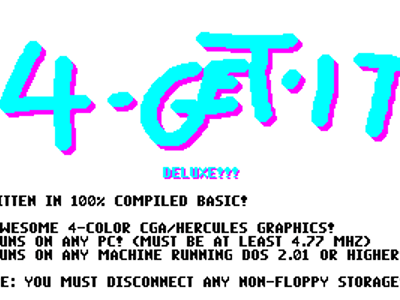 4-GET-IT
DELUXE???
ITTEN IN 100% COMPILED BASIC!
WESOME 4-COLOR CGA/HERCULES GRAPHICS!
UNS ON ANY PC! (MUST BE AT LEAST 4.77 MHZ)
UNS ON ANY MACHINE RUNNING DOS 2.01 OR HIGHER
E: YOU MUST DISCONNECT ANY NON-FLOPPY STORAGE